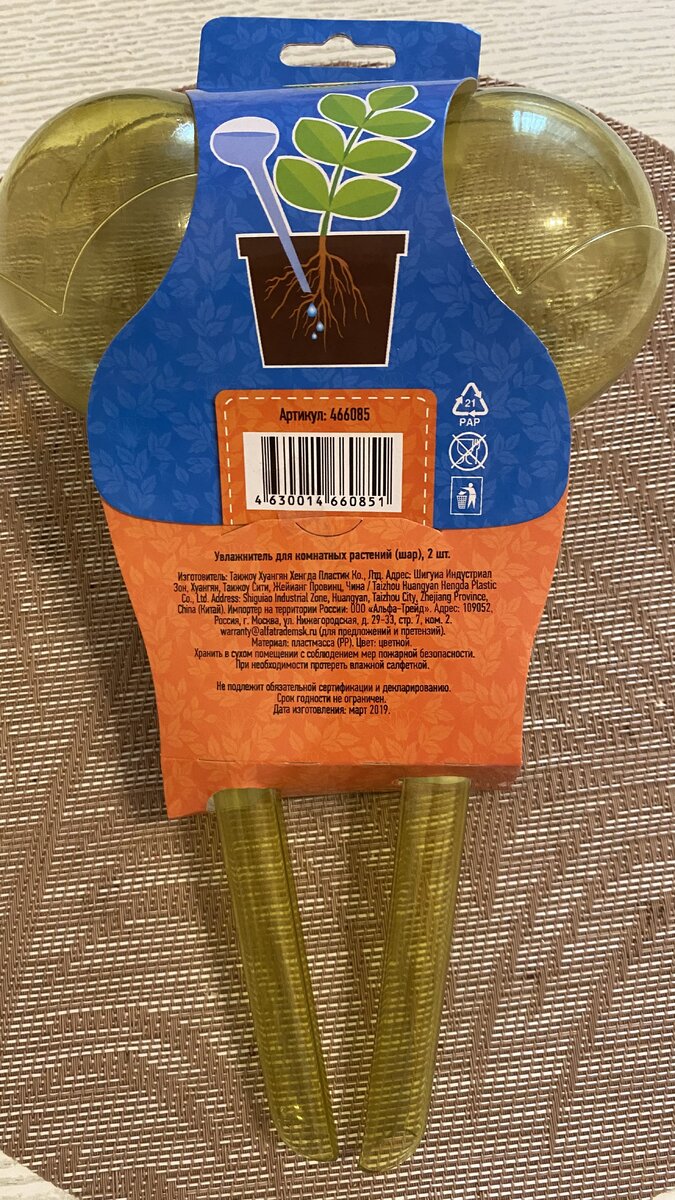 21
PAP
Артикул: 466085
4 630014 660851
Увлажнитель для комнатных растений (шар), 2 шт.
Изготовитель: Таижоу Хуангян Хенгда Пластик Ко., Лтд. Адрес: Шигуиа Индустриал
Зон, Хуангян, Таижоу Сити, Жейианг Провинц, Чина / Taizhou Huangyan Hengda Plastic
Co., Ltd. Address: Shiguiao Industrial Zone, Huangyan, Taizhou City, Zhejiang Province,
China (Китай). Импортер на территории России: ООО «Альфа-Трейд». Адрес: 109052,
Россия, г. Москва, ул. Нижегородская, д. 29-33, стр. 7, ком. 2.
warranty@alfatrademsk.ru (для предложений и претензий).
Материал: пластмасса (PP). Цвет: цветной.
Хранить в сухом помещении с соблюдением мер пожарной безопасности.
При необходимости протереть влажной салфеткой.
Не подлежит обязательной сертификации и декларированию.
Срок годности не ограничен.
Дата изготовления: март 2019.